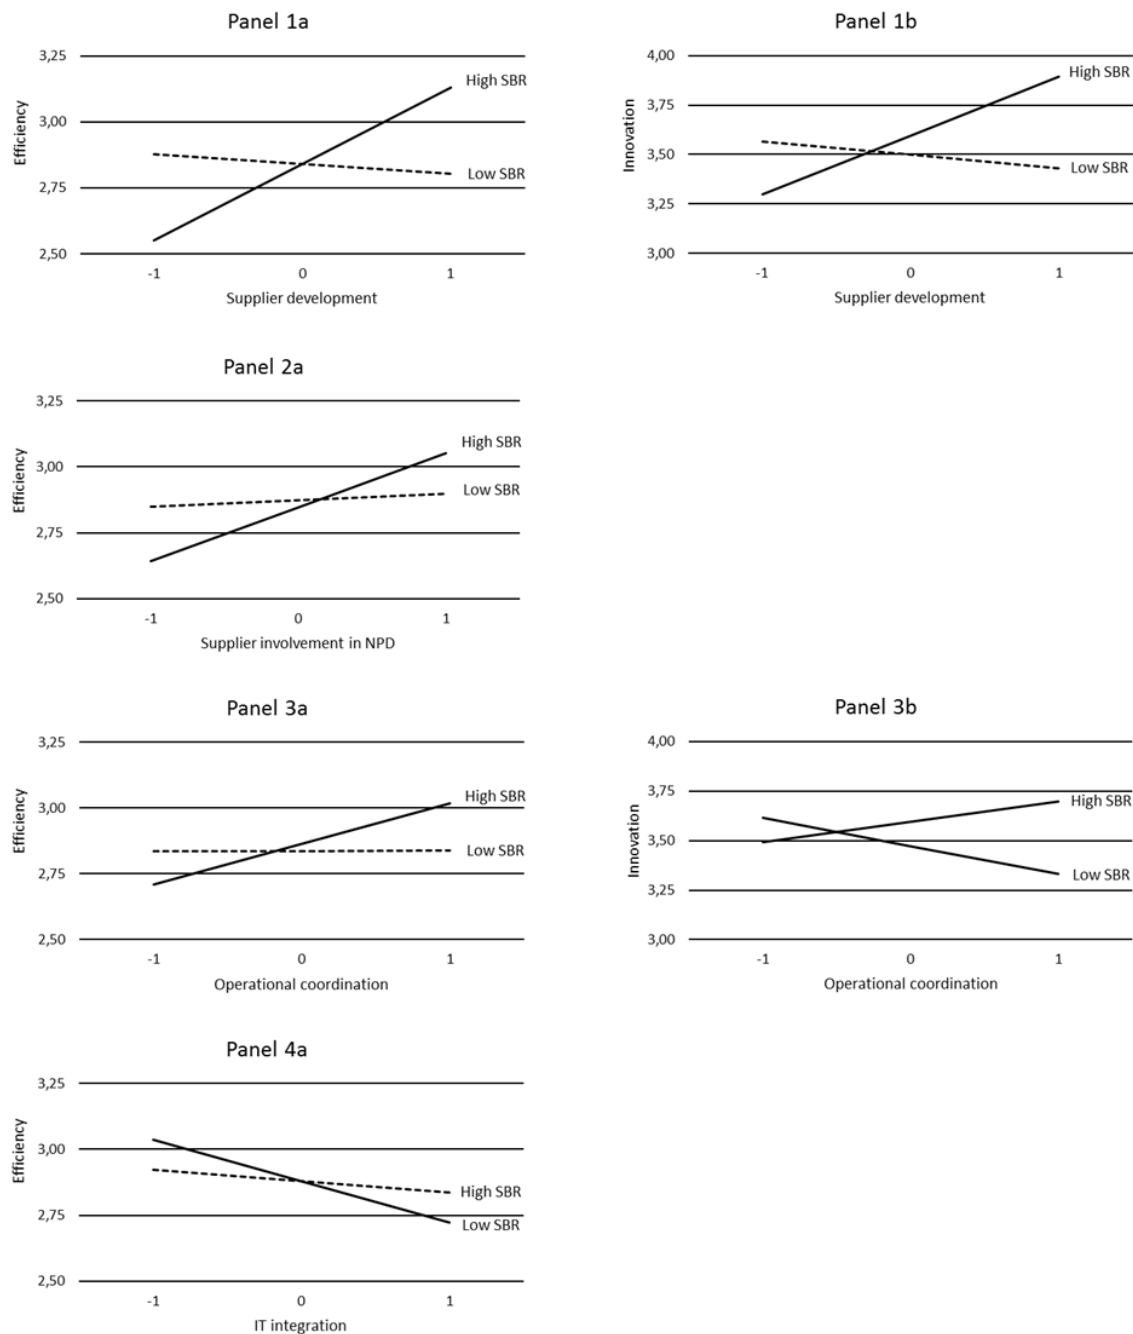 Panel 1a
3,25
3,00
2,75
2,50
Efficiency
High SBR
Low SBR
-1 0 1
Supplier development
Panel 1b
4,00
3,75
3,50
3,25
3,00
Innovation
High SBR
Low SBR
-1 0 1
Supplier development
Panel 2a
3,25
3,00
2,75
2,50
Efficiency
High SBR
Low SBR
-1 0 1
Supplier involvement in NPD
Panel 3a
3,25
3,00
2,75
2,50
Efficiency
High SBR
Low SBR
-1 0 1
Operational coordination
Panel 3b
4,00
3,75
3,50
3,25
3,00
Innovation
High SBR
Low SBR
-1 0 1
Operational coordination
Panel 4a
3,25
3,00
2,75
2,50
Efficiency
High SBR
Low SBR
-1 0 1
IT integration